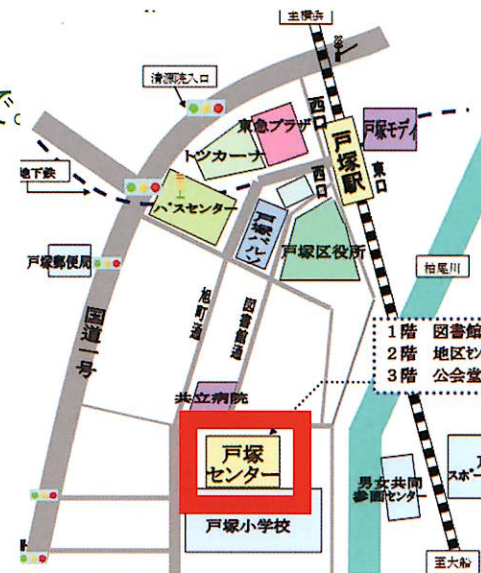 至横浜
清源院入口
で。
東急プラザ
西口
戸塚モディ
トツカーナ
戸塚駅
東口
西口
地下鉄
バスセンター
戸塚パルソ
戸塚区役所
戸塚郵便局
柏尾川
国道一号
旭町通
図書館通
1階 図書館
2階 地区セン
3階 公会堂
共立病院
戸塚
センター
男女共同
参画センター
スポー
戸塚小学校
至大船